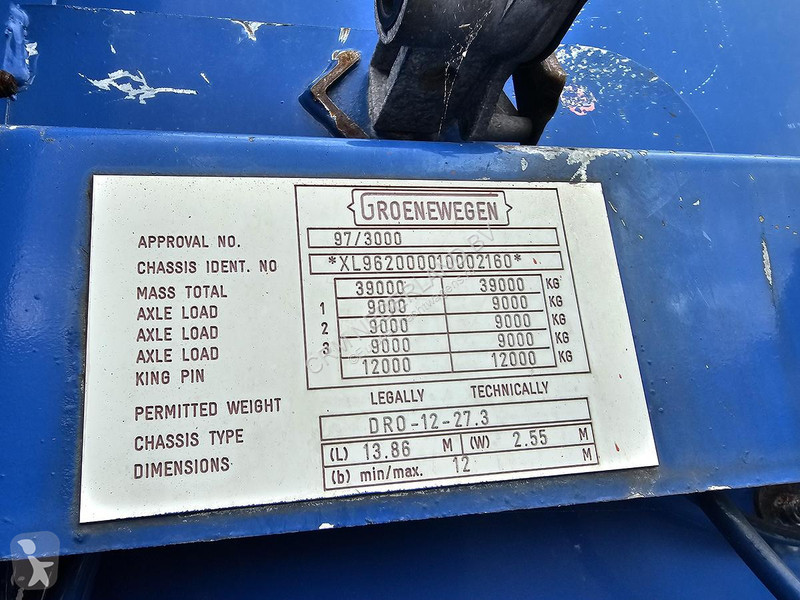 GROENEWEGEN
APPROVAL NO. 97/3000
CHASSIS IDENT. NO *XL962000010002160*
MASS TOTAL 39000 39000 KG
AXLE LOAD 1 9000 9000 KG
AXLE LOAD 2 9000 9000 KG
AXLE LOAD 3 9000 9000 KG
KING PIN 12000 12000 KG
PERMITTED WEIGHT LEGALLY TECHNICALLY
CHASSIS TYPE DRO-12-27.3
DIMENSIONS (L) 13.86 M (W) 2.55 M
(b) min/max. 12 M